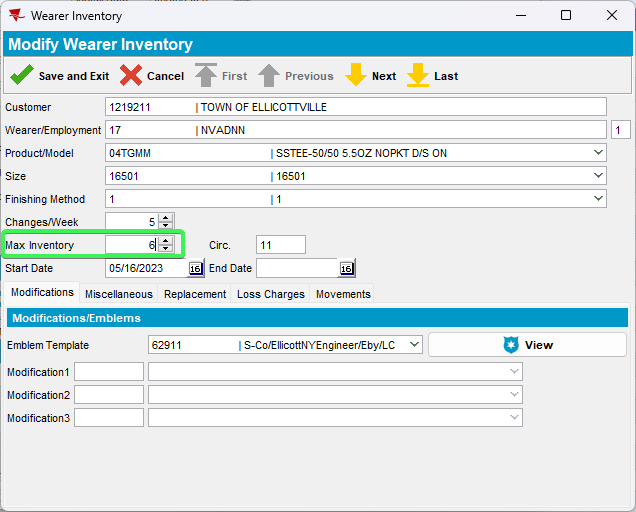 Wearer Inventory
Modify Wearer Inventory
Save and Exit Cancel First Previous Next Last
Customer 1219211 | TOWN OF ELLICOTTVILLE
Wearer/Employment 17 | NVADNN 1
Product/Model 04TGMM | SSTEE-50/50 5.5OZ NOPKT D/S ON
Size 16501 | 16501
Finishing Method 1 | 1
Changes/Week 5
Max Inventory 6 Circ. 11
Start Date 05/16/2023 16 End Date 16
Modifications Miscellaneous Replacement Loss Charges Movements
Modifications/Emblems
Emblem Template 62911 | S-Co/EllicottNYEngineer/Eby/LC View
Modification1
Modification2
Modification3